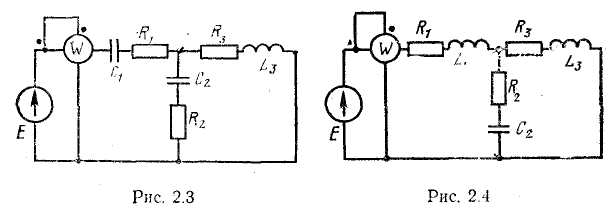 W R₁ R₃ C₁ C₂ L₃ R₂ E
W R₁ L. R₃ L₃ R₂ C₂ E
Рис. 2.3 Рис. 2.4